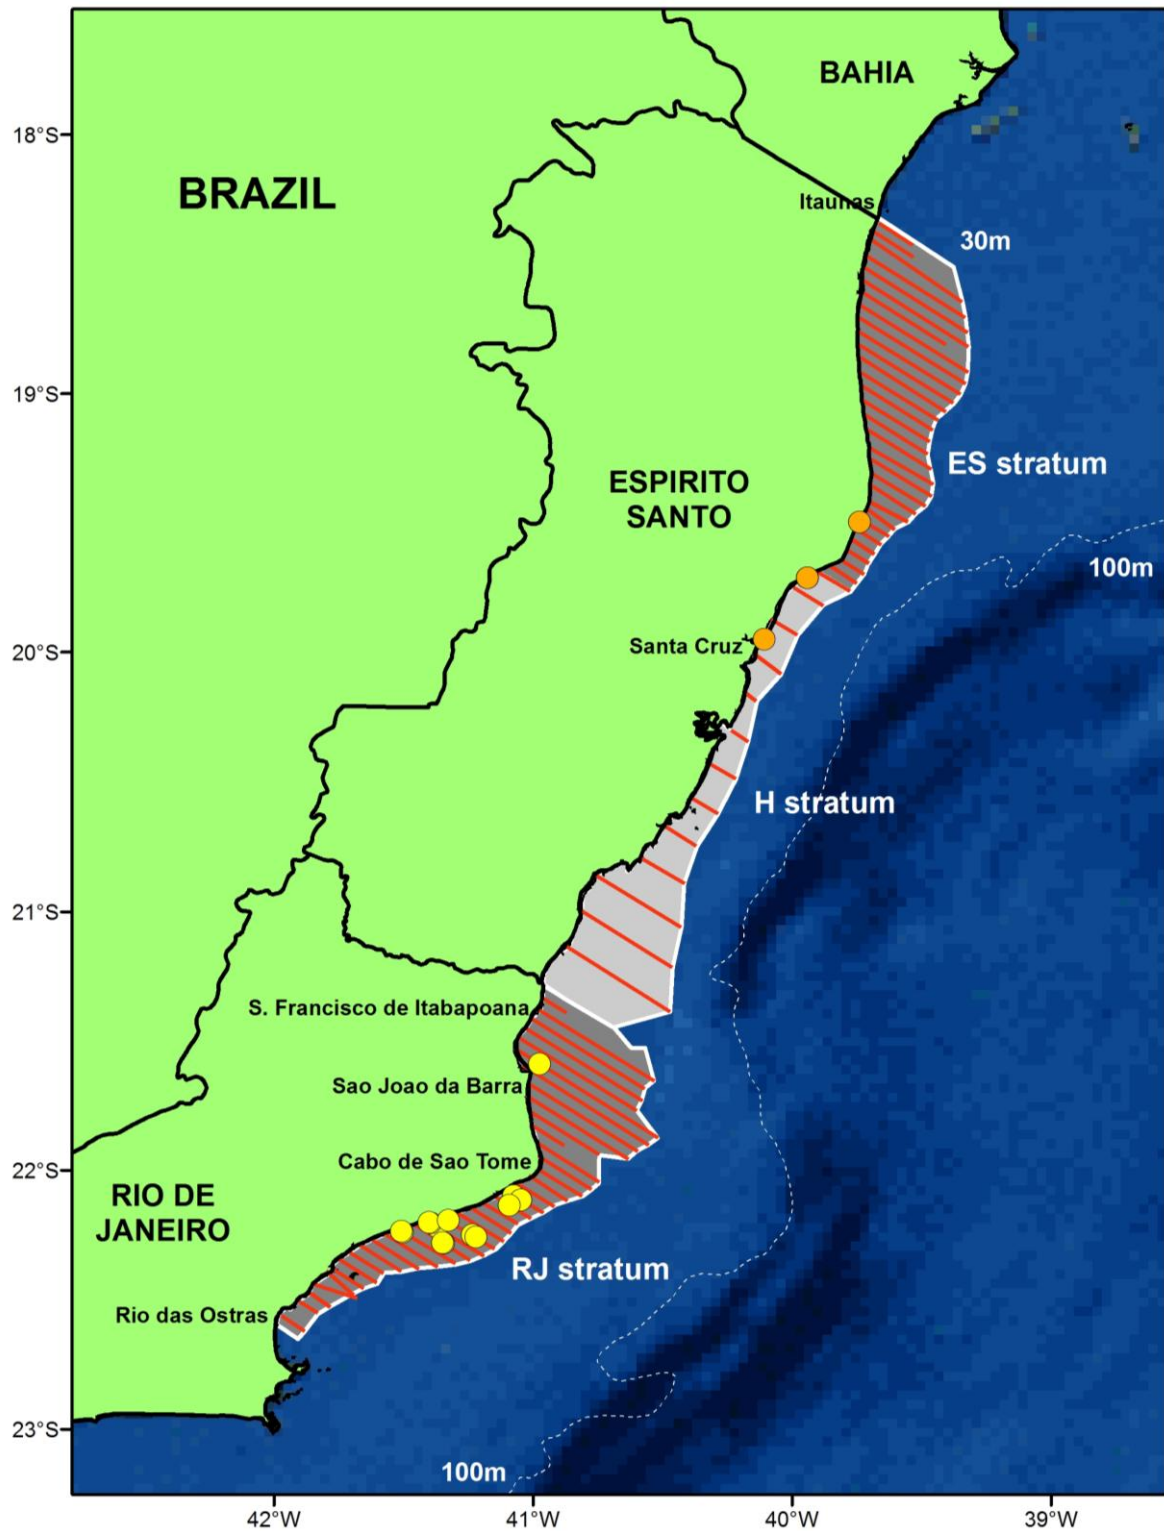 BAHIA
18°S
BRAZIL
Itaunas
30m
19°S
ES stratum
ESPIRITO
SANTO
100m
20°S
Santa Cruz
H stratum
21°S
S. Francisco de Itabapoana
Sao Joao da Barra
Cabo de Sao Tome
22°S
RIO DE
JANEIRO
RJ stratum
Rio das Ostras
23°S
100m
42°W
41°W
40°W
39°W